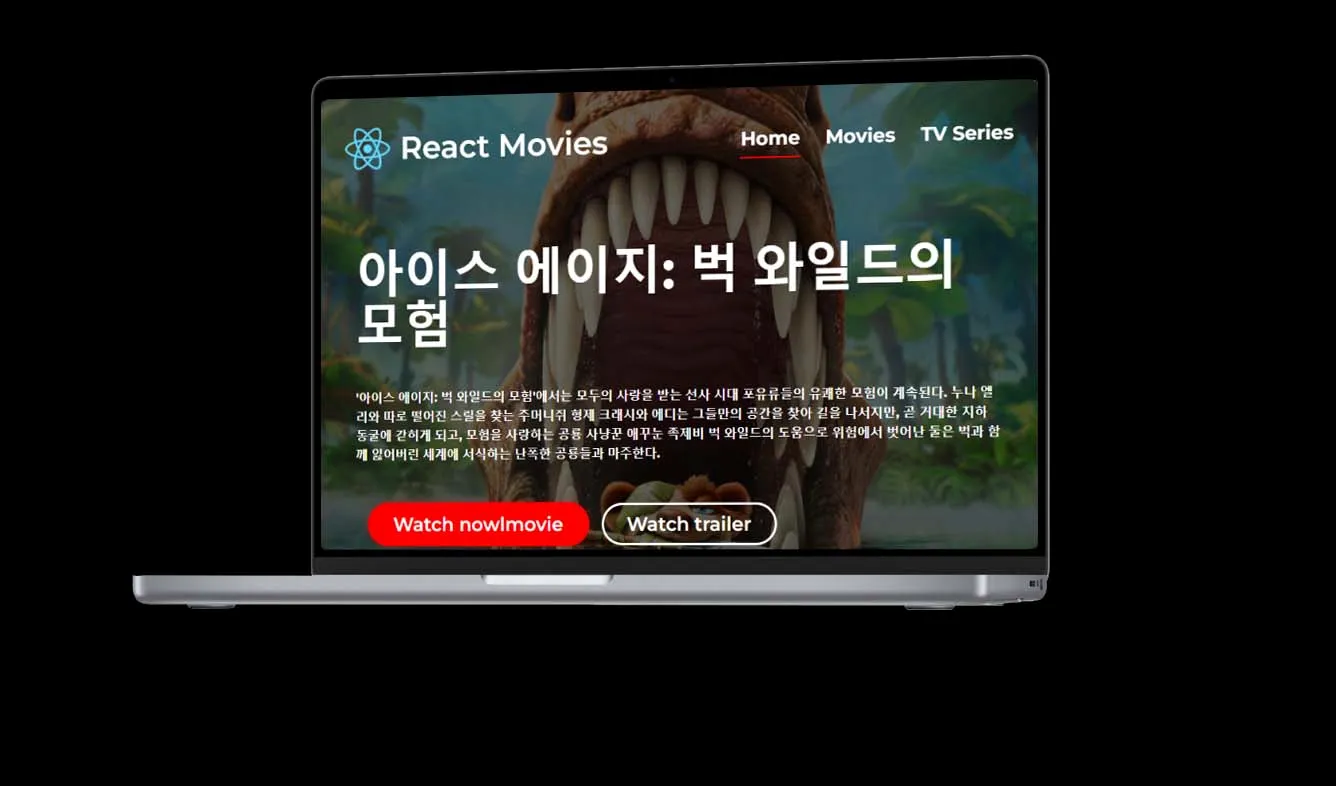 React Movies
Home Movies TV Series
아이스 에이지: 벅 와일드의
모험
'아이스 에이지: 벅 와일드의 모험'에서는 모두의 사랑을 받는 선사 시대 포유류들의 유쾌한 모험이 계속된다. 누나 엘
리와 따로 떨어진 스릴을 찾는 주머니쥐 형제 크래시와 에디는 그들만의 공간을 찾아 길을 나서지만, 곧 거대한 지하
동굴에 갇히게 되고, 모험을 사랑하는 공룡 사냥꾼 애꾸눈 족제비 벅 와일드의 도움으로 위험에서 벗어난 둘은 벅과 함
께 잃어버린 세계에 서식하는 난폭한 공룡들과 마주한다.
Watch nowlmovie Watch trailer